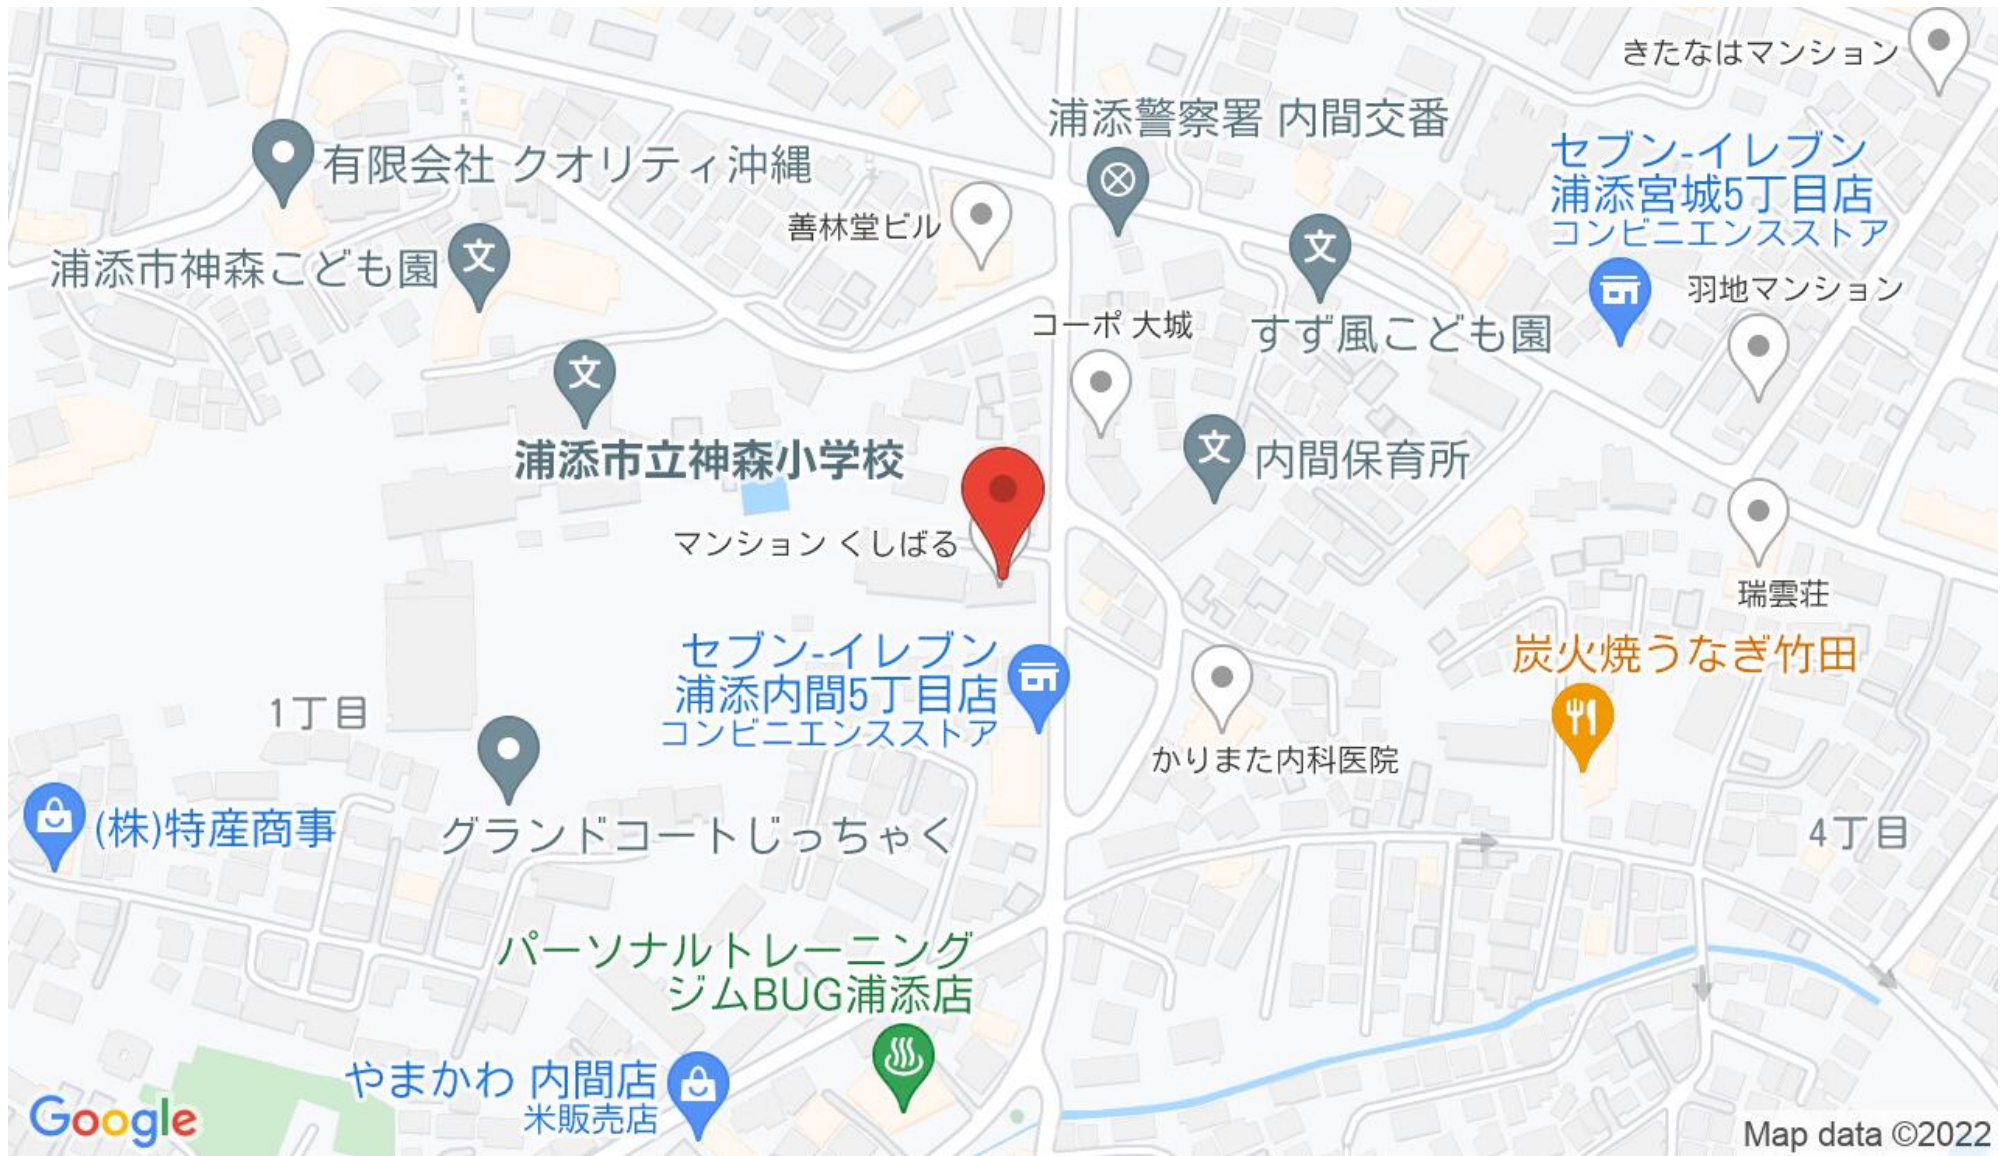 きたなはマンション
浦添警察署 内間交番
セブン-イレブン
浦添宮城5丁目店
コンビニエンスストア
有限会社 クオリティ沖縄
善林堂ビル
浦添市神森こども園
羽地マンション
コーポ 大城
すず風こども園
浦添市立神森小学校
内間保育所
マンション くしばる
瑞雲荘
セブン-イレブン
浦添内間5丁目店
コンビニエンスストア
炭火焼うなぎ竹田
1丁目
かりまた内科医院
(株)特産商事
グランドコートじっちゃく
4丁目
パーソナルトレーニング
ジムBUG浦添店
やまかわ 内間店
米販売店
Google
Map data ©2022